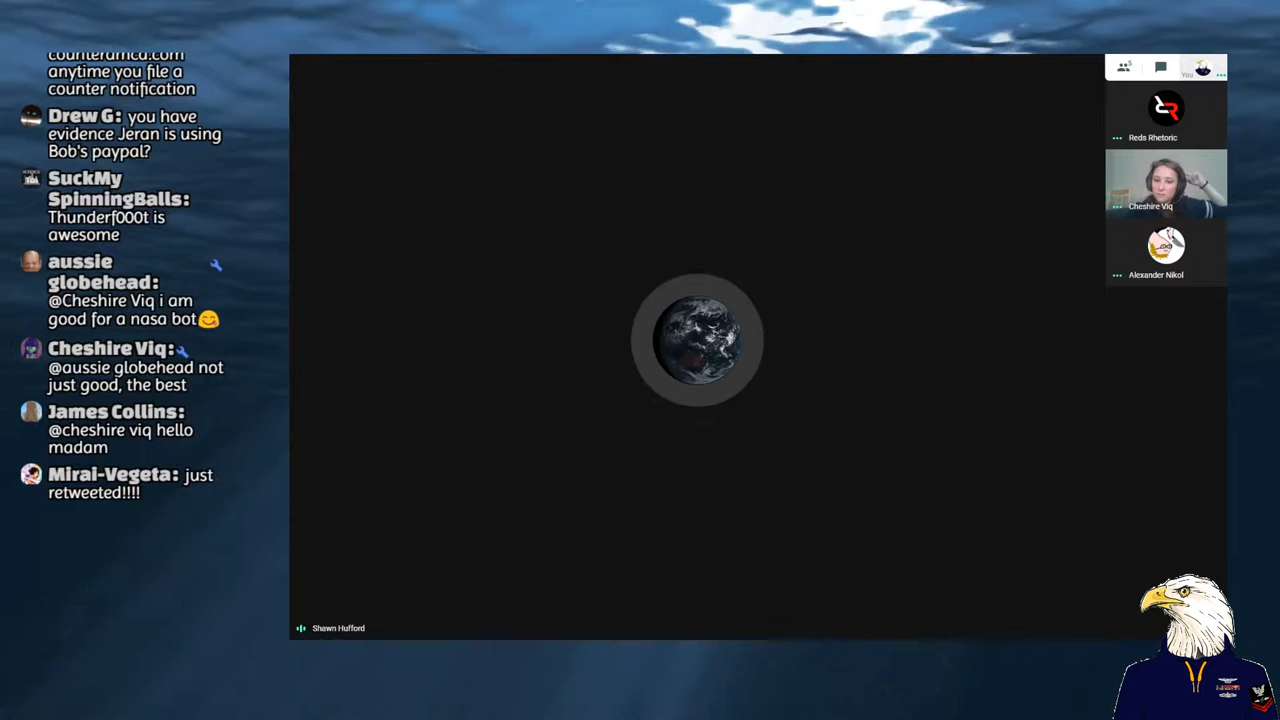 counterdmca.com
anytime you file a
counter notification
Drew G: you have
evidence Jeran is using
Bob's paypal?
SuckMy
SpinningBalls:
Thunderf000t is
awesome
aussie
globehead:
@Cheshire Viq i am
good for a nasa bot
Cheshire Viq:
@aussie globehead not
just good, the best
James Collins:
@cheshire viq hello
madam
Mirai-Vegeta: just
retweeted!!!!
5
You
Reds Rhetoric
Cheshire Viq
Alexander Nikol
Shawn Hufford